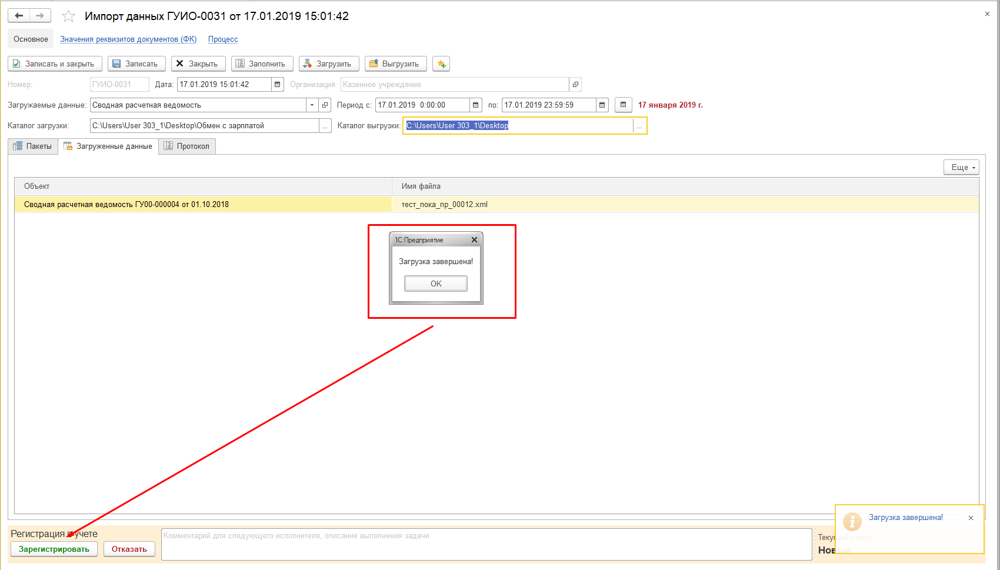 Импорт данных ГУИО-0031 от 17.01.2019 15:01:42
Основное Значения реквизитов документов (ФК) Процесс
Записать и закрыть Записать Закрыть Заполнить Загрузить Выгрузить
Номер: ГУИО-0031 Дата: 17.01.2019 15:01:42 Организация: Казенное учреждение
Загружаемые данные: Сводная расчетная ведомость Период с: 17.01.2019 0:00:00 по: 17.01.2019 23:59:59 17 января 2019 г.
Каталог загрузки: C:\Users\User 303_1\Desktop\Обмен с зарплатой ... Каталог выгрузки: C:\Users\User 303_1\Desktop ...
Пакеты Загруженные данные Протокол
Еще
Объект Имя файла
Сводная расчетная ведомость ГУ00-000004 от 01.10.2018 тест_пока_пр_00012.xml
1С:Предприятие
Загрузка завершена!
OK
Загрузка завершена!
Регистрация учете
Комментарий для следующего исполнителя, описание выполнения задачи
Текущий статус:
Зарегистрировать Отказать
Новый